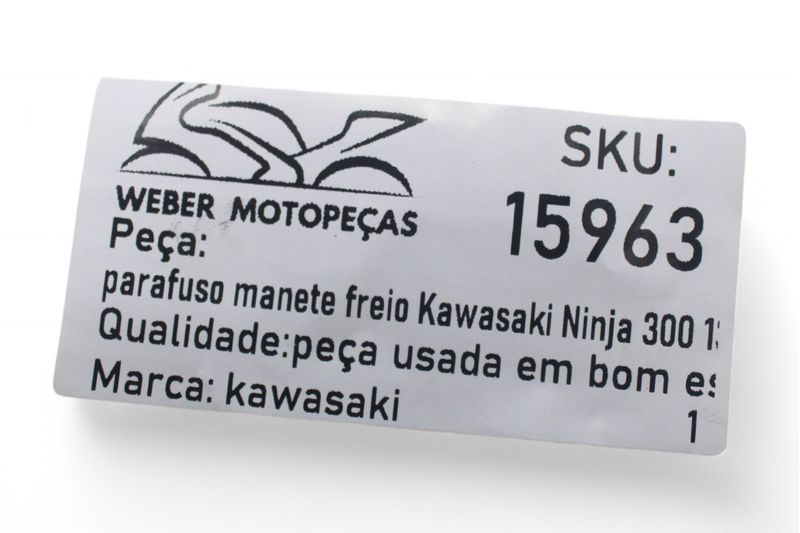 WEBER MOTOPEÇAS
SKU:
15963
Peça:
parafuso manete freio Kawasaki Ninja 300
Qualidade:peça usada em bom
Marca: kawasaki
1